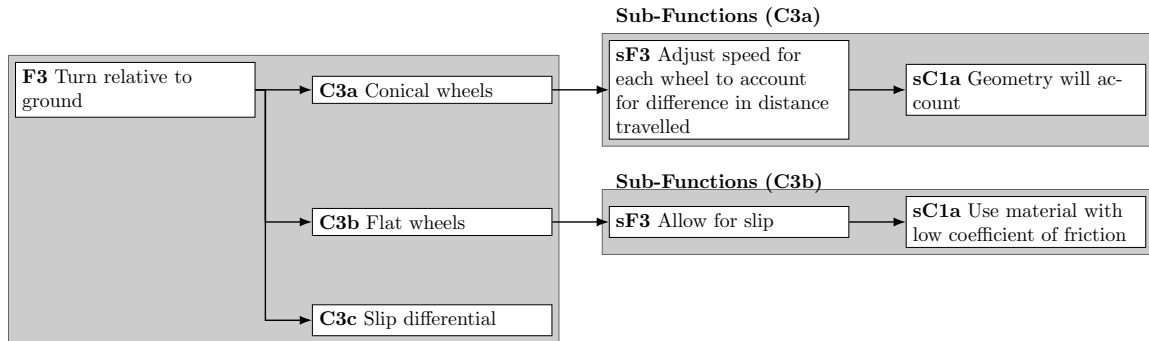 Sub-Functions (C3a)
F3 Turn relative to
ground
C3a Conical wheels
sF3 Adjust speed for
each wheel to account
for difference in distance
travelled
sC1a Geometry will ac-
count
Sub-Functions (C3b)
C3b Flat wheels
sF3 Allow for slip
sC1a Use material with
low coefficient of friction
C3c Slip differential